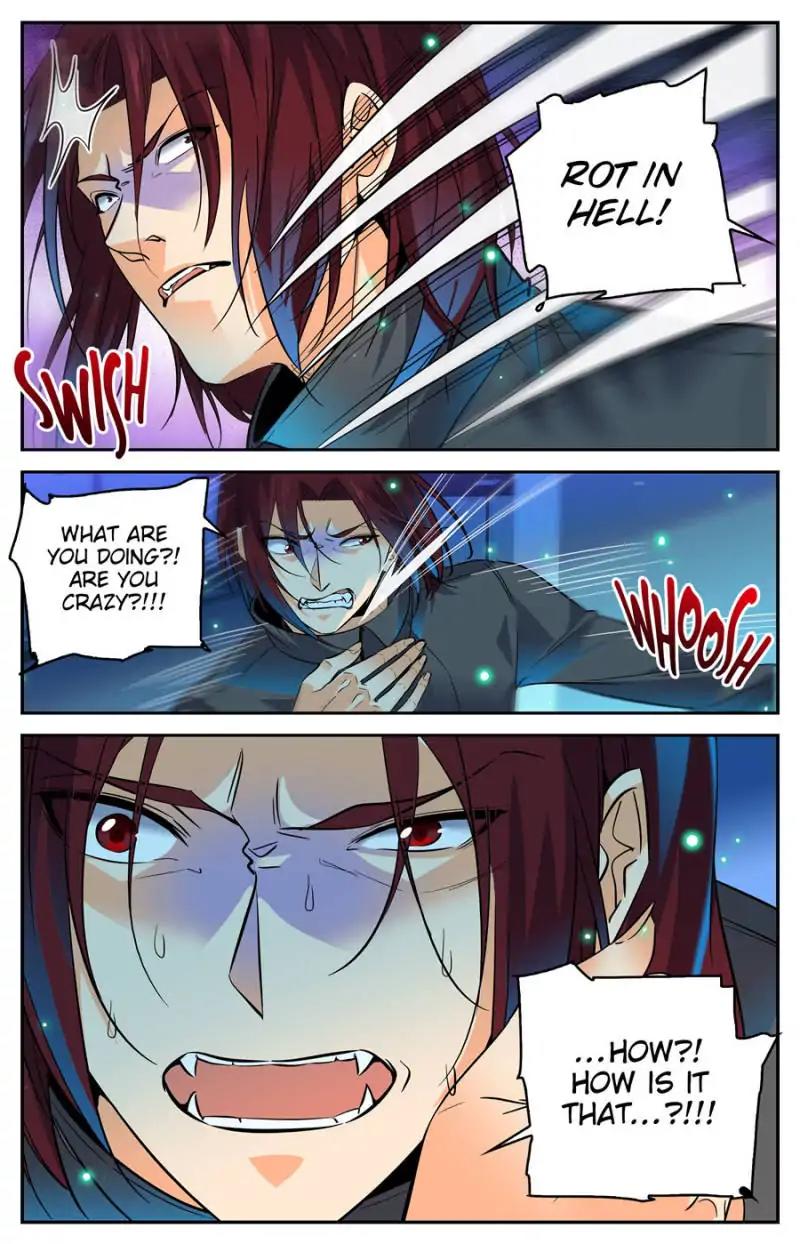 ROT IN
HELL!
SWISH
WHAT ARE
YOU DOING?!
ARE YOU
CRAZY?!!!
WHOOSH
...HOW?!
HOW IS IT
THAT...?!!!